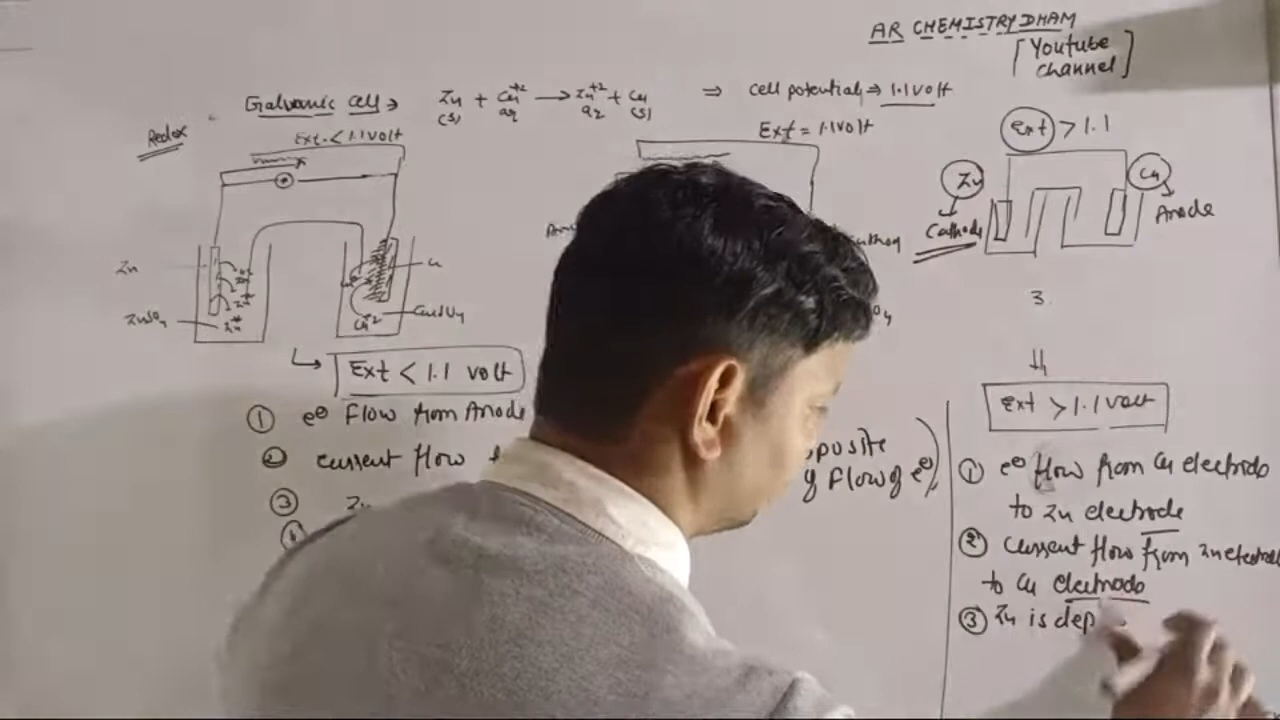 AR CHEMISTRY DHAM
[Youtube
channel]
Galvanic cell → Zn + Cu+2 → Zn+2 + Cu ⇒ cell potential ⇒ 1.1 volt
(s) aq aq (s)
Redox
Ext. < 1.1 volt
Ext = 1.1 volt
Ext > 1.1
Zn
Cu
Cathode
Anode
Zn
Cu
ZnSO4
Zn+2
Cu+2
CuSO4
3.
Ext < 1.1 volt
① e⊖ flow from Anode
② current flow
③ Zn
④
pposite
flow of e⊖)
Ext > 1.1 volt
① e⊖ flow from Cu electrode
to Zn electrode
② current flow from Zn electrode
to Cu electrode
③ Zn is dep